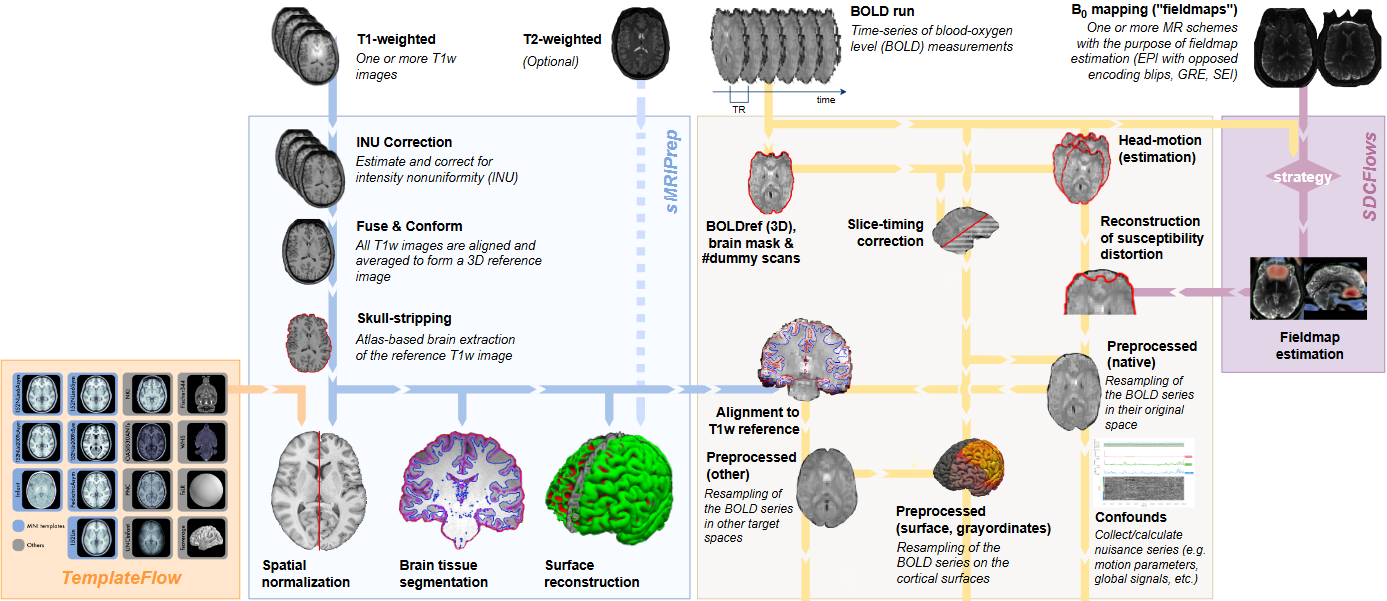 T1-weighted
One or more T1w
images
T2-weighted
(Optional)
BOLD run
Time-series of blood-oxygen
level (BOLD) measurements
TR
time
B0 mapping ("fieldmaps")
One or more MR schemes
with the purpose of fieldmap
estimation (EPI with opposed
encoding blips, GRE, SEI)
sMRIPrep
INU Correction
Estimate and correct for
intensity nonuniformity (INU)
Fuse & Conform
All T1w images are aligned and
averaged to form a 3D reference
image
Skull-stripping
Atlas-based brain extraction
of the reference T1w image
Spatial
normalization
Brain tissue
segmentation
Surface
reconstruction
NKI
Fischer344
WHS
Infant
PNC
fsLR
UNCInfant
fsaverage
MNI templates
Others
TemplateFlow
BOLDref (3D),
brain mask &
#dummy scans
Slice-timing
correction
Head-motion
(estimation)
Reconstruction
of susceptibility
distortion
Alignment to
T1w reference
Preprocessed
(native)
Resampling of
the BOLD series
in their original
space
Preprocessed
(other)
Resampling of
the BOLD series
in other target
spaces
Preprocessed
(surface, grayordinates)
Resampling of the
BOLD series on the
cortical surfaces
Confounds
Collect/calculate
nuisance series (e.g.
motion parameters,
global signals, etc.)
SDCFlows
strategy
Fieldmap
estimation